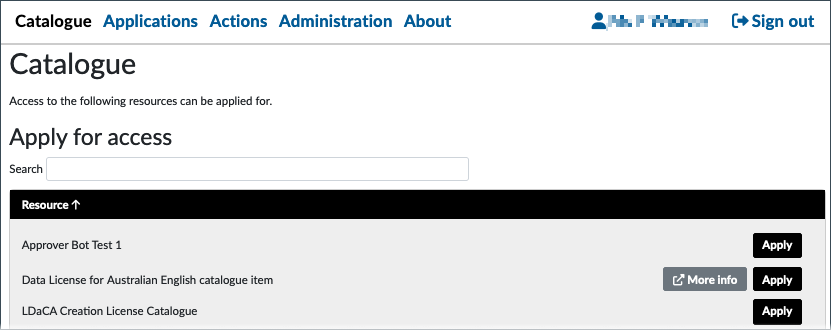 Catalogue Applications Actions Administration About Sign out
Catalogue
Access to the following resources can be applied for.
Apply for access
Search
Resource ↑
Approver Bot Test 1 Apply
Data License for Australian English catalogue item More info Apply
LDaCA Creation License Catalogue Apply